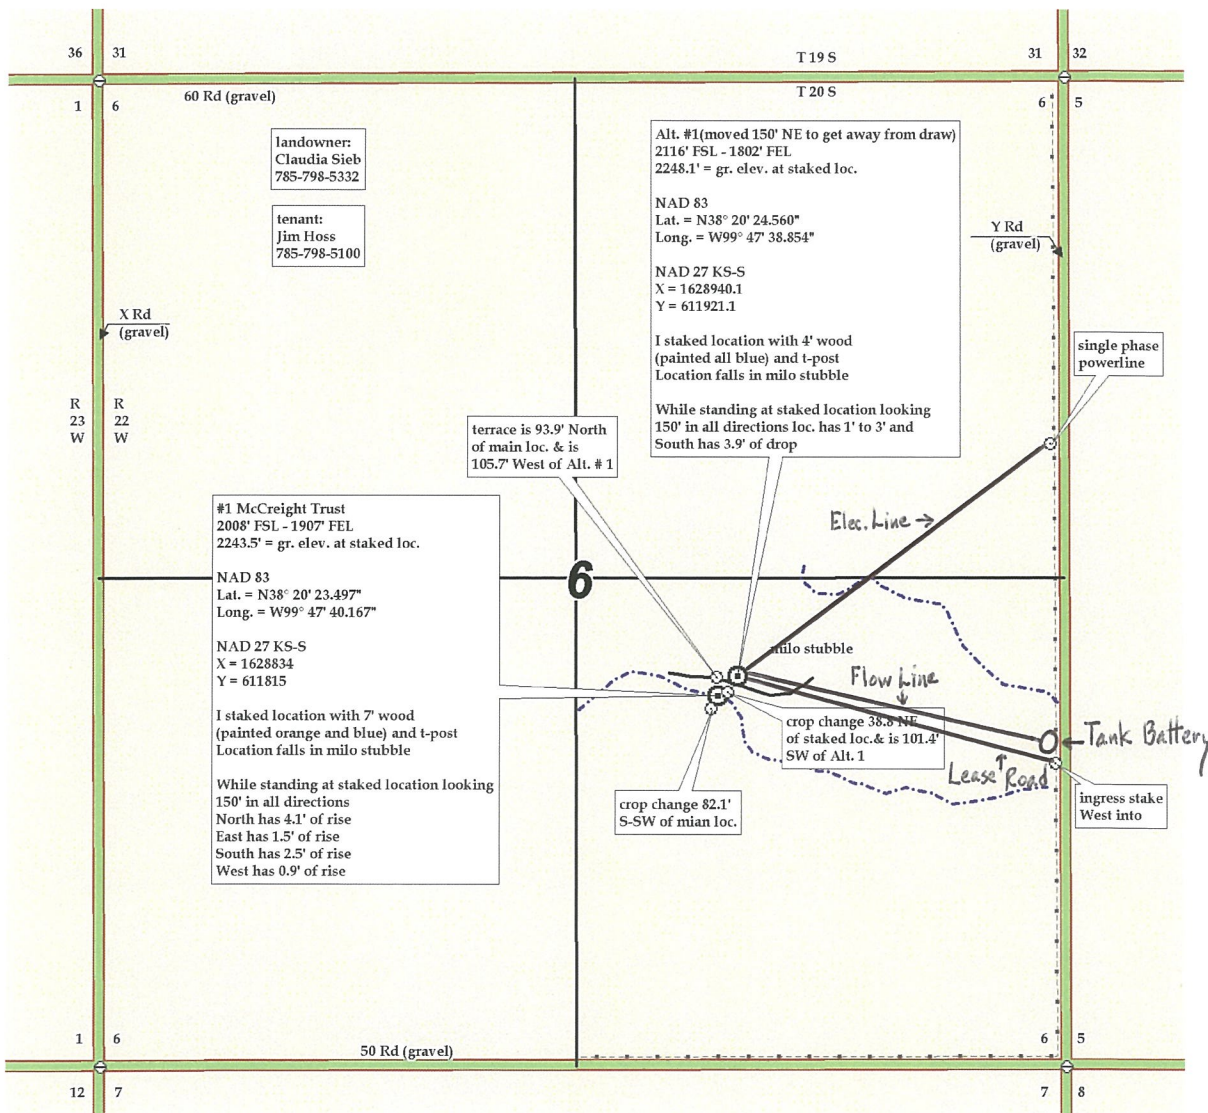 36 31
31 32
T 19 S
T 20 S
1 6
60 Rd (gravel)
6 5
landowner:
Claudia Sieb
785-798-5332
tenant:
Jim Hoss
785-798-5100
Alt. #1(moved 150' NE to get away from draw)
2116' FSL - 1802' FEL
2248.1' = gr. elev. at staked loc.
NAD 83
Lat. = N38° 20' 24.560"
Long. = W99° 47' 38.854"
NAD 27 KS-S
X = 1628940.1
Y = 611921.1
I staked location with 4' wood
(painted all blue) and t-post
Location falls in milo stubble
While standing at staked location looking
150' in all directions loc. has 1' to 3' and
South has 3.9' of drop
Y Rd
(gravel)
X Rd
(gravel)
single phase
powerline
R R
23 22
W W
terrace is 93.9' North
of main loc. & is
105.7' West of Alt. # 1
#1 McCreight Trust
2008' FSL - 1907' FEL
2243.5' = gr. elev. at staked loc.
NAD 83
Lat. = N38° 20' 23.497"
Long. = W99° 47' 40.167"
NAD 27 KS-S
X = 1628834
Y = 611815
I staked location with 7' wood
(painted orange and blue) and t-post
Location falls in milo stubble
While standing at staked location looking
150' in all directions
North has 4.1' of rise
East has 1.5' of rise
South has 2.5' of rise
West has 0.9' of rise
Elec. Line →
6
milo stubble
Flow Line
crop change 38.8 NE
of staked loc.& is 101.4'
SW of Alt. 1
Tank Battery
Lease Road
crop change 82.1'
S-SW of mian loc.
ingress stake
West into
1 6
50 Rd (gravel)
6 5
12 7
7 8